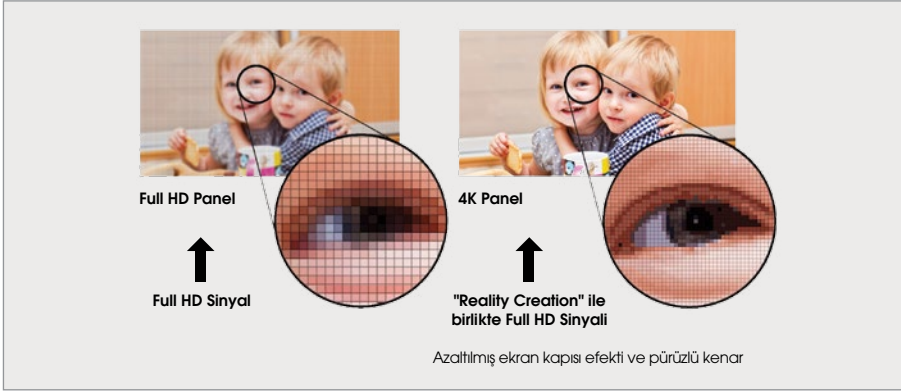 Full HD Panel
4K Panel
Full HD Sinyal
"Reality Creation" ile
birlikte Full HD Sinyali
Azaltılmış ekran kapısı efekti ve pürüzlü kenar